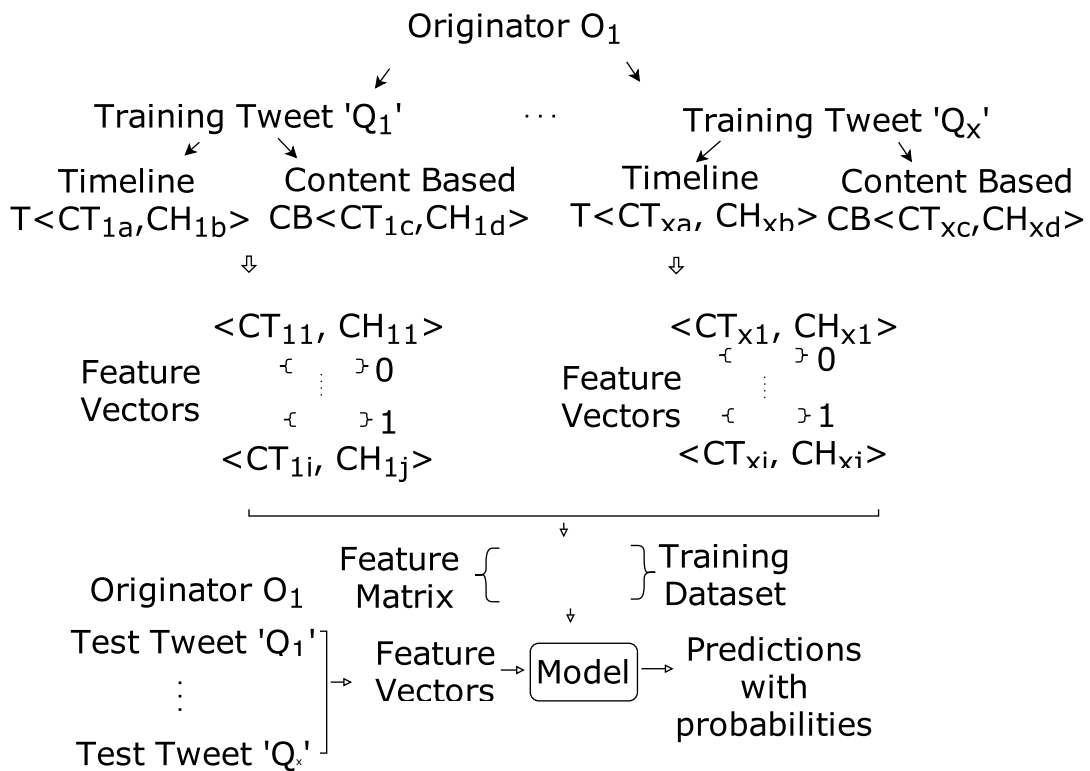 Originator O₁
Training Tweet 'Q₁'
. . .
Training Tweet 'Qₓ'
Timeline
T<CT₁ₐ,CH₁b>
Content Based
CB<CT₁c,CH₁d>
Timeline
T<CTₓₐ, CHₓb>
Content Based
CB<CTₓc,CHₓd>
<CT₁₁, CH₁₁>
{ } 0
Feature
Vectors
{ } 1
<CT₁ᵢ, CH₁ⱼ>
<CTₓ₁, CHₓ₁>
{ } 0
Feature
Vectors
{ } 1
<CTₓᵢ, CHₓⱼ>
Feature
Matrix
{ }
Training
Dataset
Originator O₁
Test Tweet 'Q₁'
Test Tweet 'Qₓ'
Feature
Vectors
Model
Predictions
with
probabilities